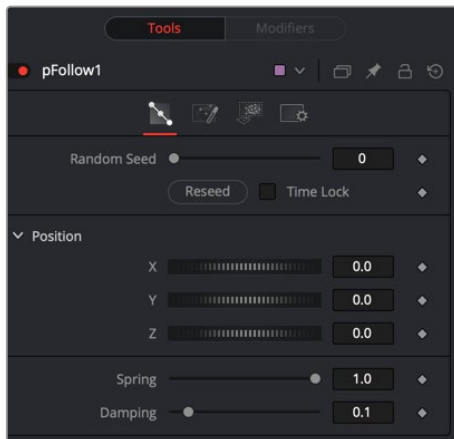 Tools Modifiers
pFollow1
Random Seed 0
Reseed Time Lock
Position
X 0.0
Y 0.0
Z 0.0
Spring 1.0
Damping 0.1